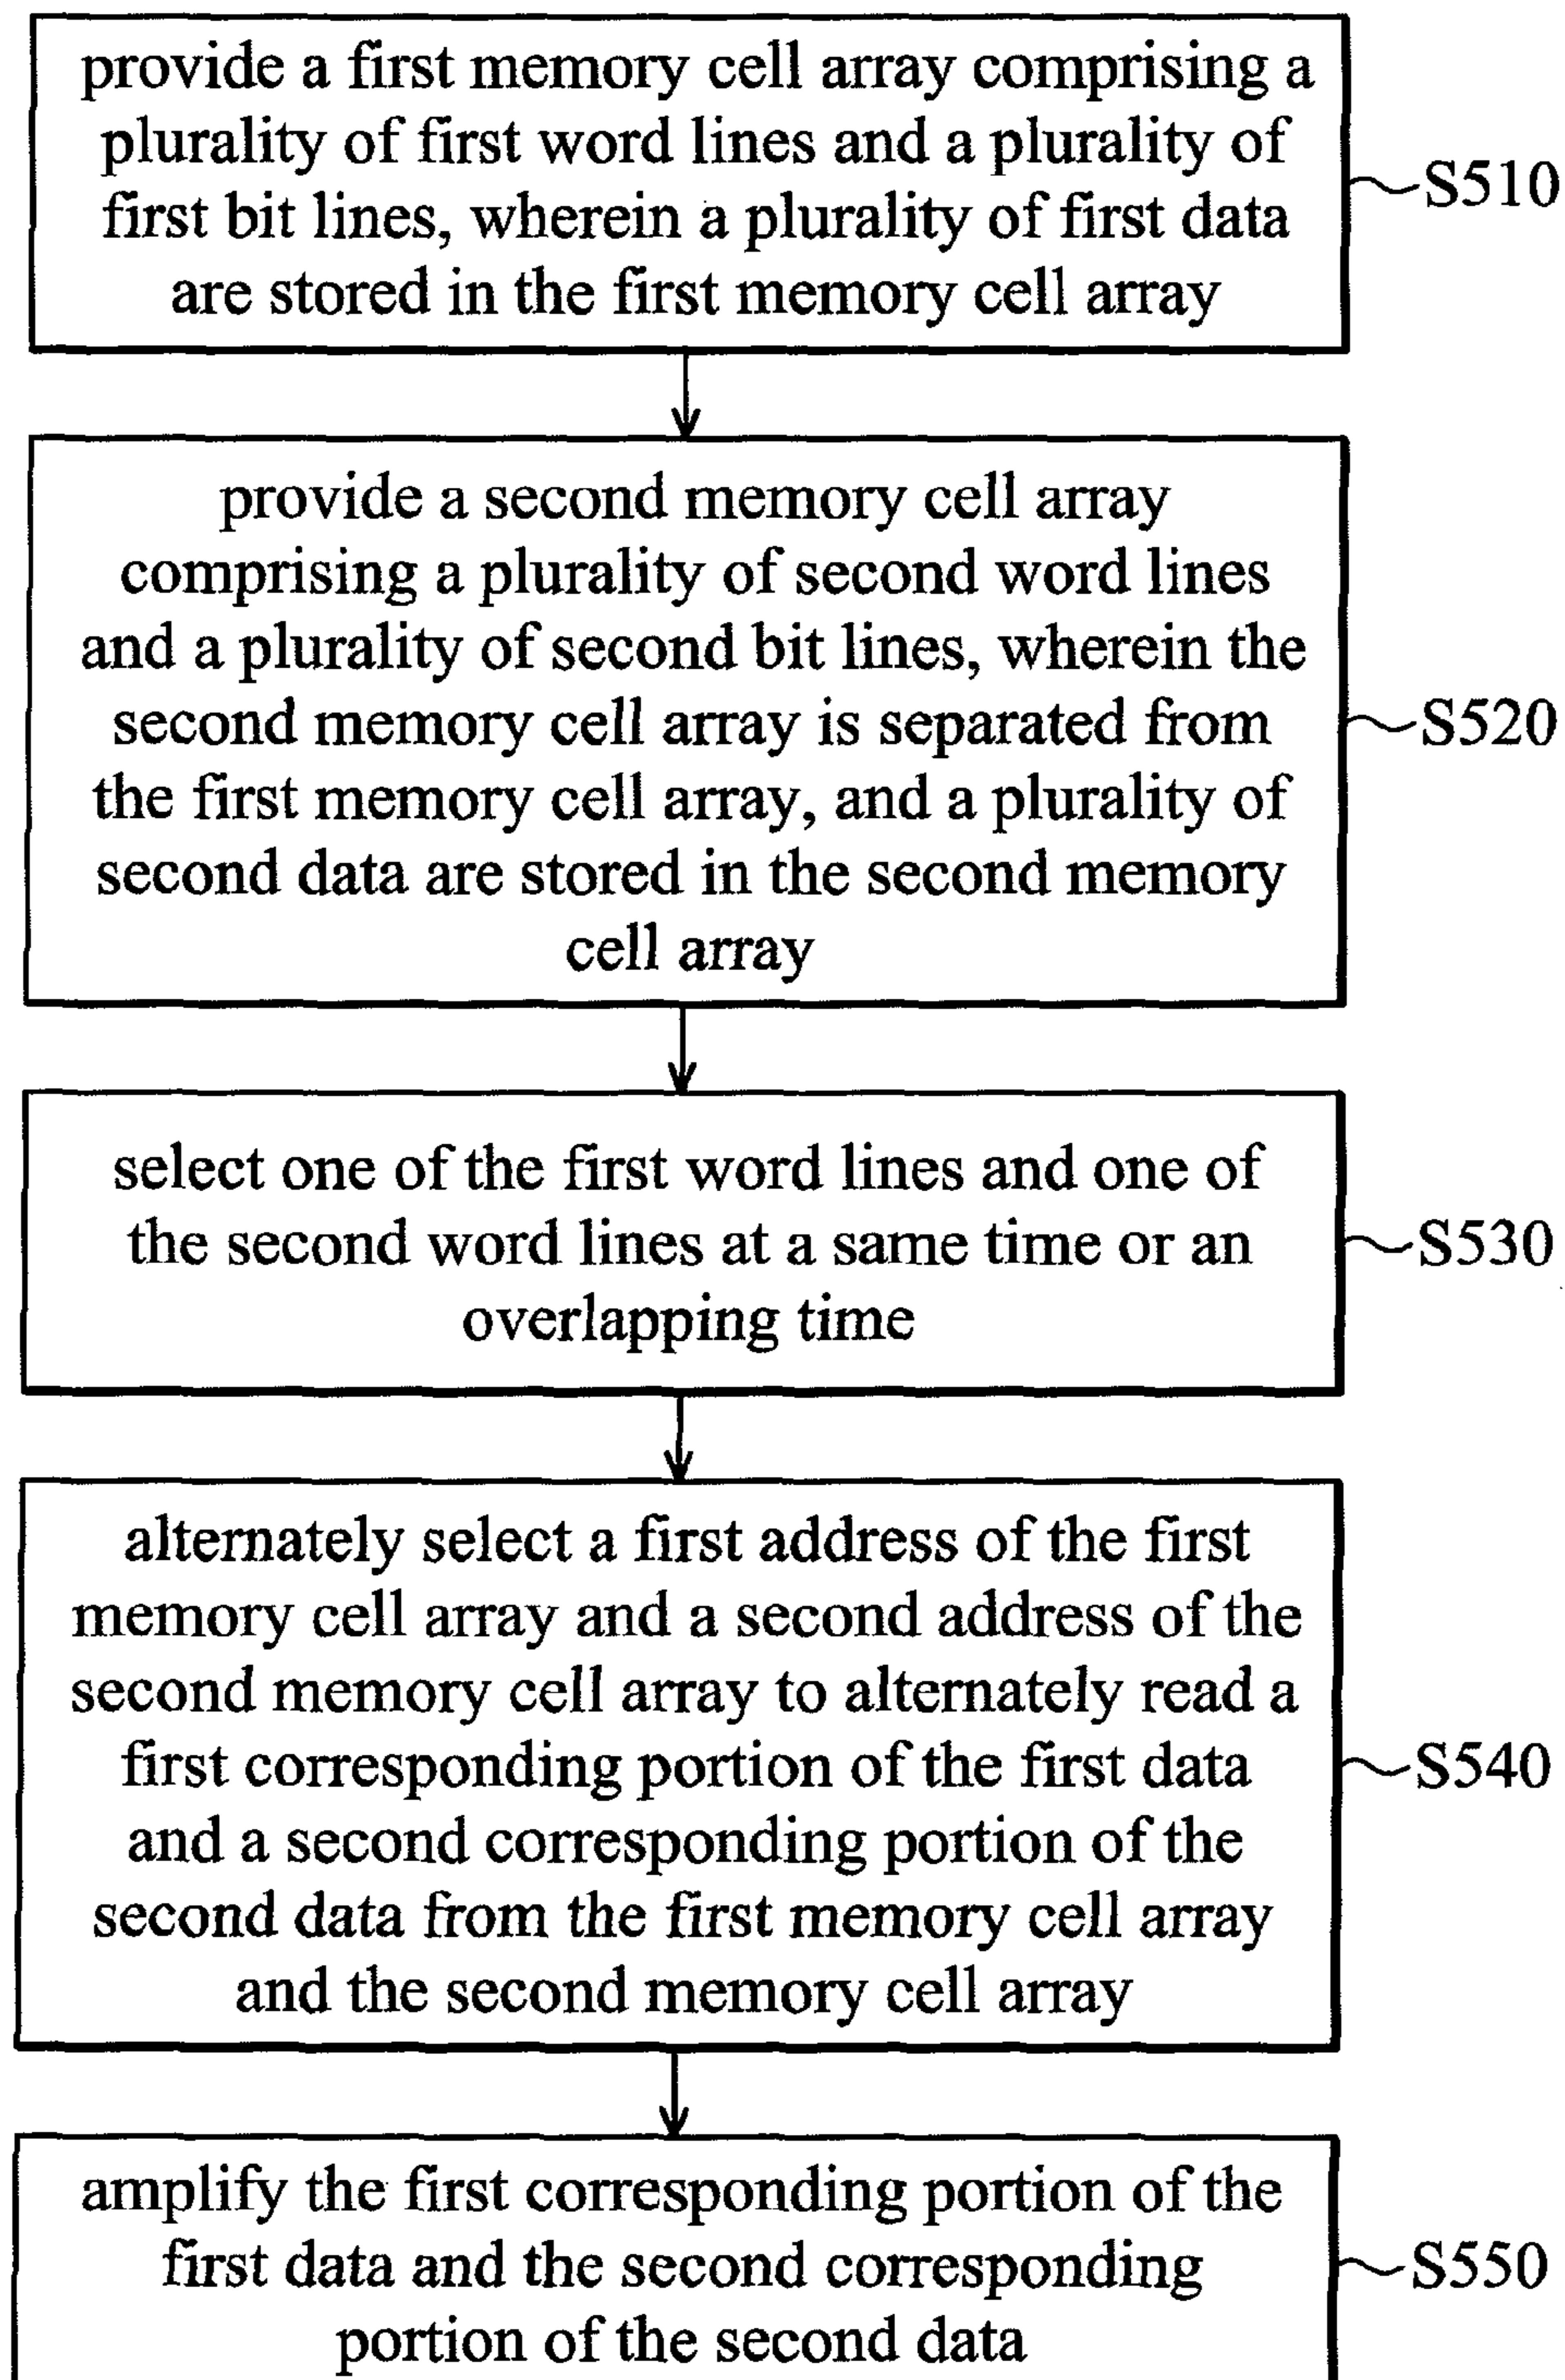 provide a first memory cell array comprising a
plurality of first word lines and a plurality of
first bit lines, wherein a plurality of first data
are stored in the first memory cell array
S510
provide a second memory cell array
comprising a plurality of second word lines
and a plurality of second bit lines, wherein the
second memory cell array is separated from
the first memory cell array, and a plurality of
second data are stored in the second memory
cell array
S520
select one of the first word lines and one of
the second word lines at a same time or an
overlapping time
S530
alternately select a first address of the first
memory cell array and a second address of the
second memory cell array to alternately read a
first corresponding portion of the first data
and a second corresponding portion of the
second data from the first memory cell array
and the second memory cell array
S540
amplify the first corresponding portion of the
first data and the second corresponding
portion of the second data
S550